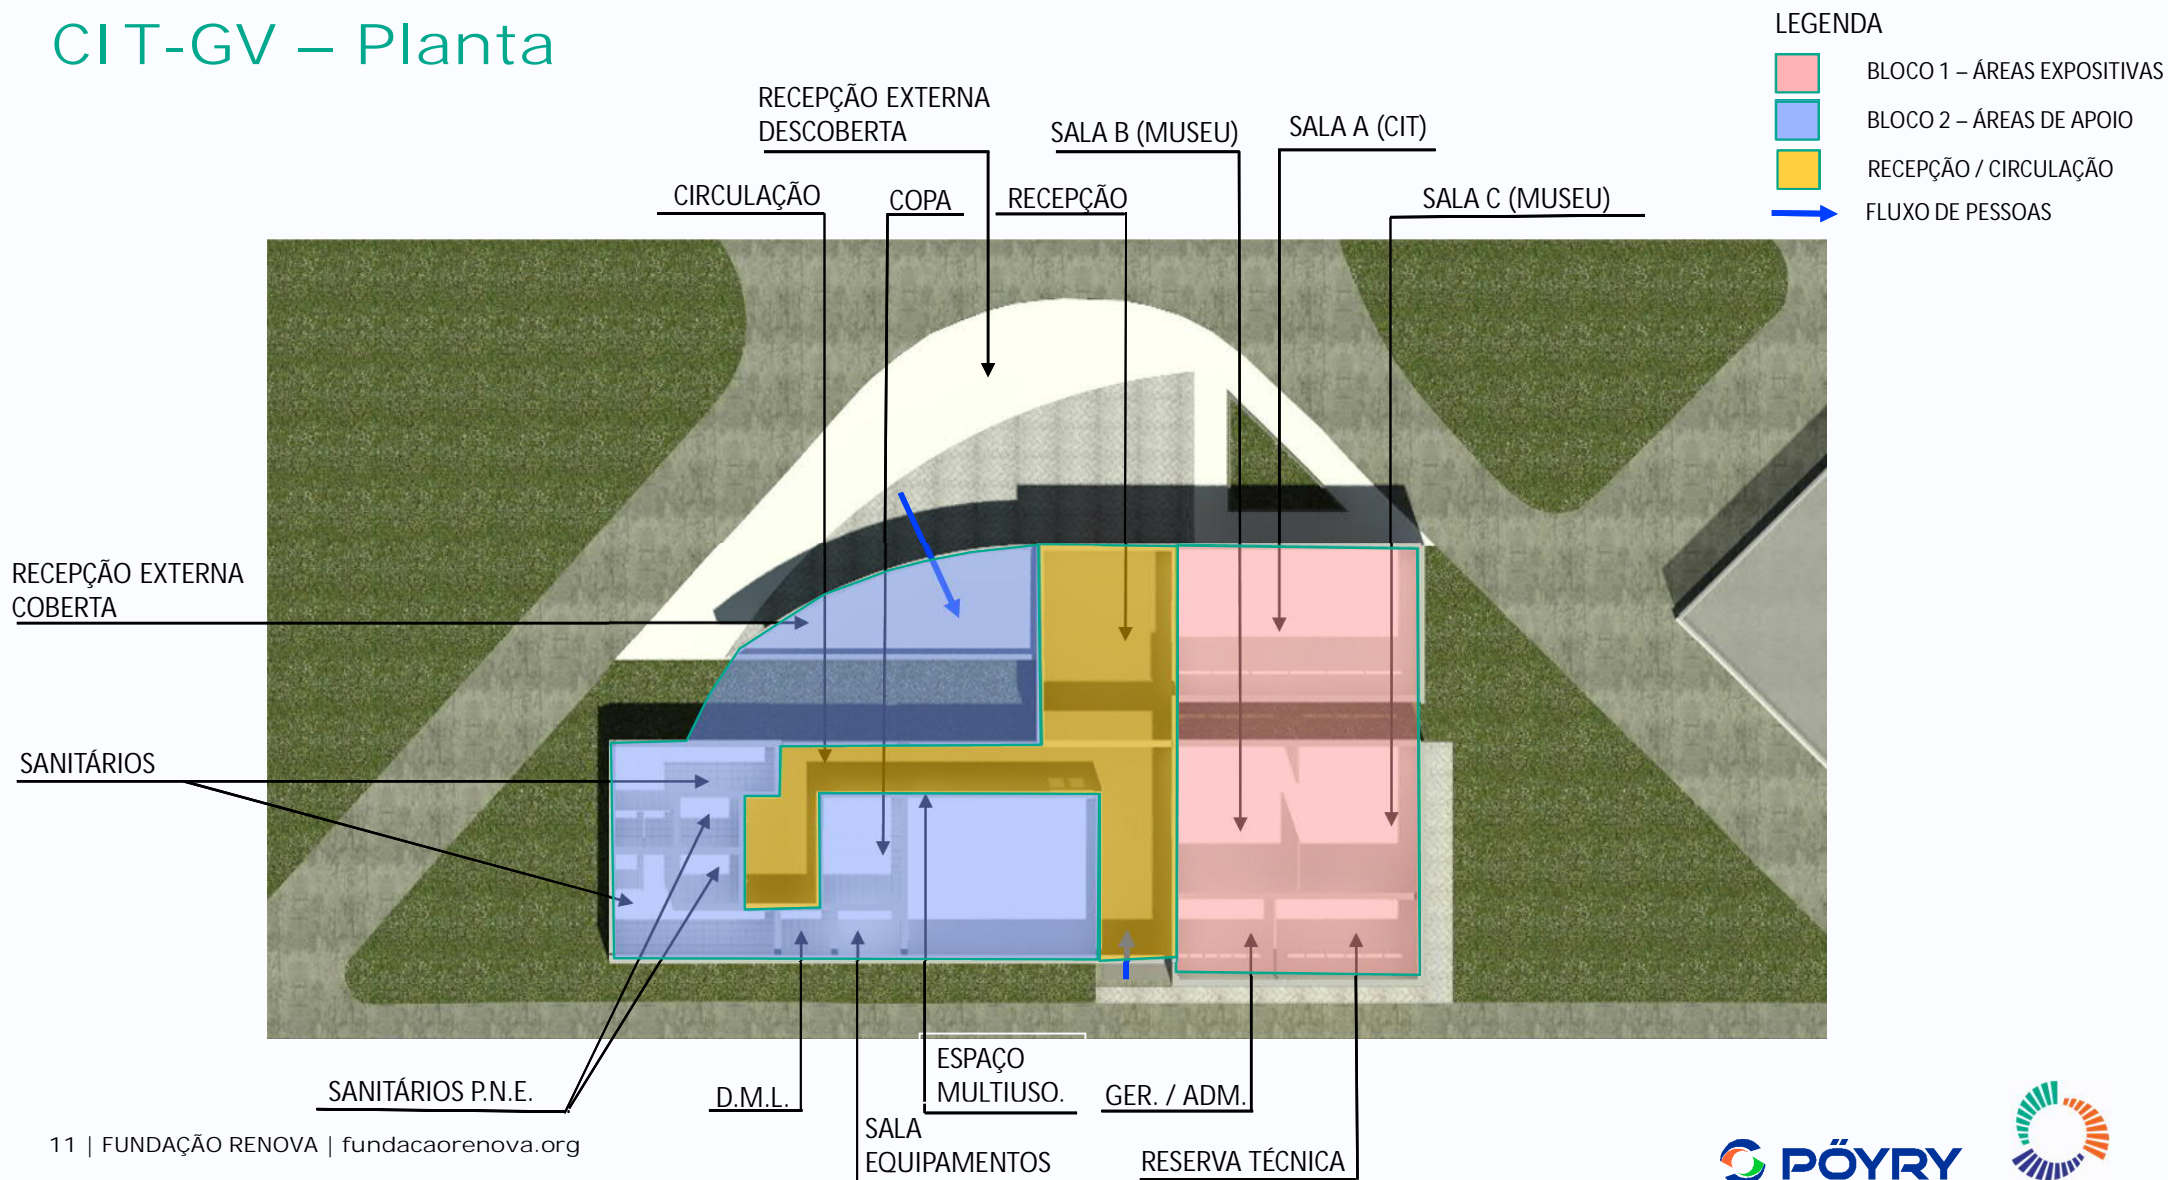 CIT-GV – Planta
LEGENDA
BLOCO 1 – ÁREAS EXPOSITIVAS
BLOCO 2 – ÁREAS DE APOIO
RECEPÇÃO / CIRCULAÇÃO
FLUXO DE PESSOAS
RECEPÇÃO EXTERNA
DESCOBERTA
SALA B (MUSEU)
SALA A (CIT)
CIRCULAÇÃO
COPA
RECEPÇÃO
SALA C (MUSEU)
RECEPÇÃO EXTERNA
COBERTA
SANITÁRIOS
SANITÁRIOS P.N.E.
D.M.L.
ESPAÇO
MULTIUSO.
GER. / ADM.
SALA
EQUIPAMENTOS
RESERVA TÉCNICA
11 | FUNDAÇÃO RENOVA | fundacaorenova.org
PÖYRY